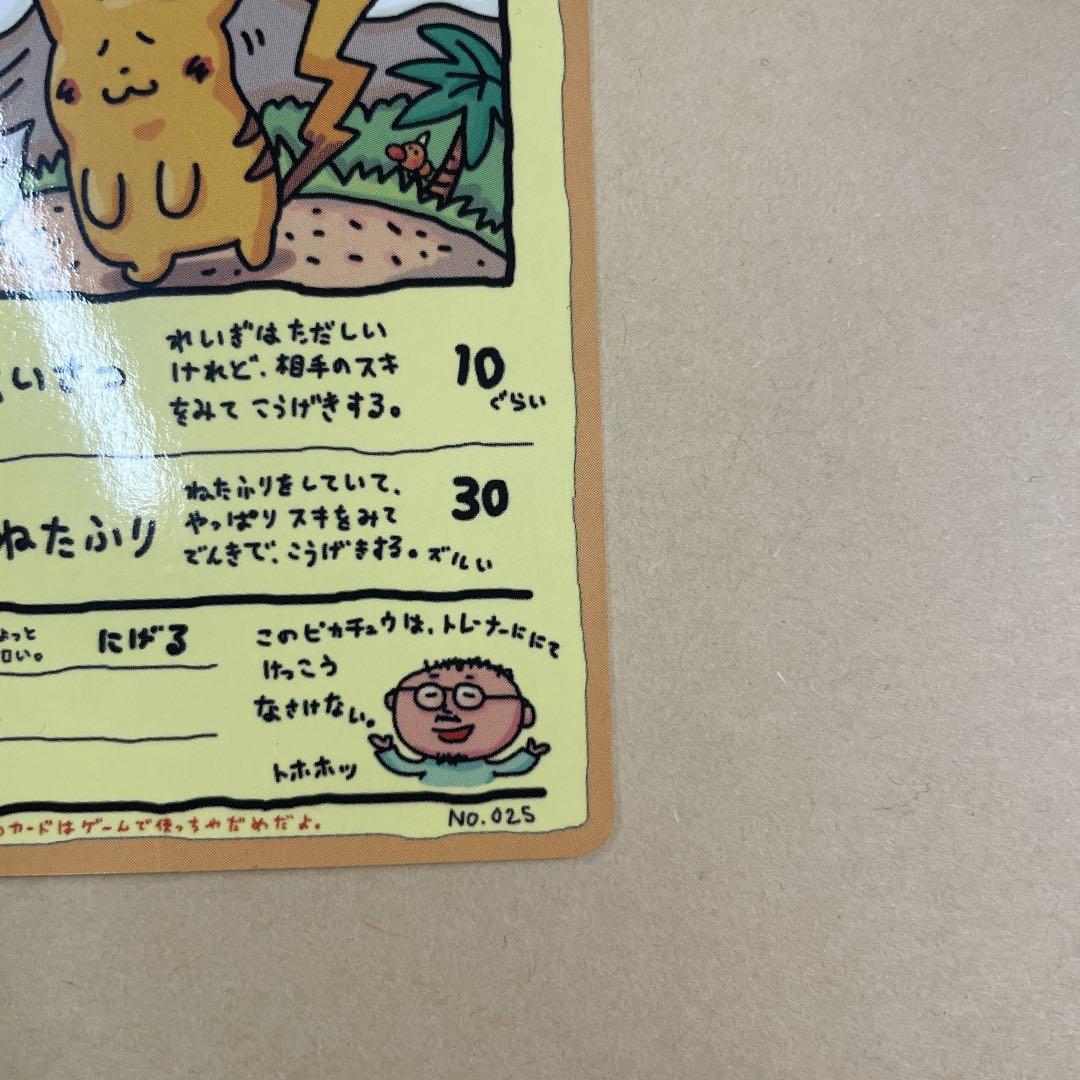 いさつ
れいぎはただしい
けれど、相手のスキ
をみて こうげきする。
10
ぐらい
ねたふり
ねたふりをしていて、
やっぱり スキをみて
でんきで、こうげきする。ズルい
30
にげる
このピカチュウは、トレーナーににて
けっこう
なさけない。
トホホッ
カードはゲームで使っちゃだめだよ。
NO.025